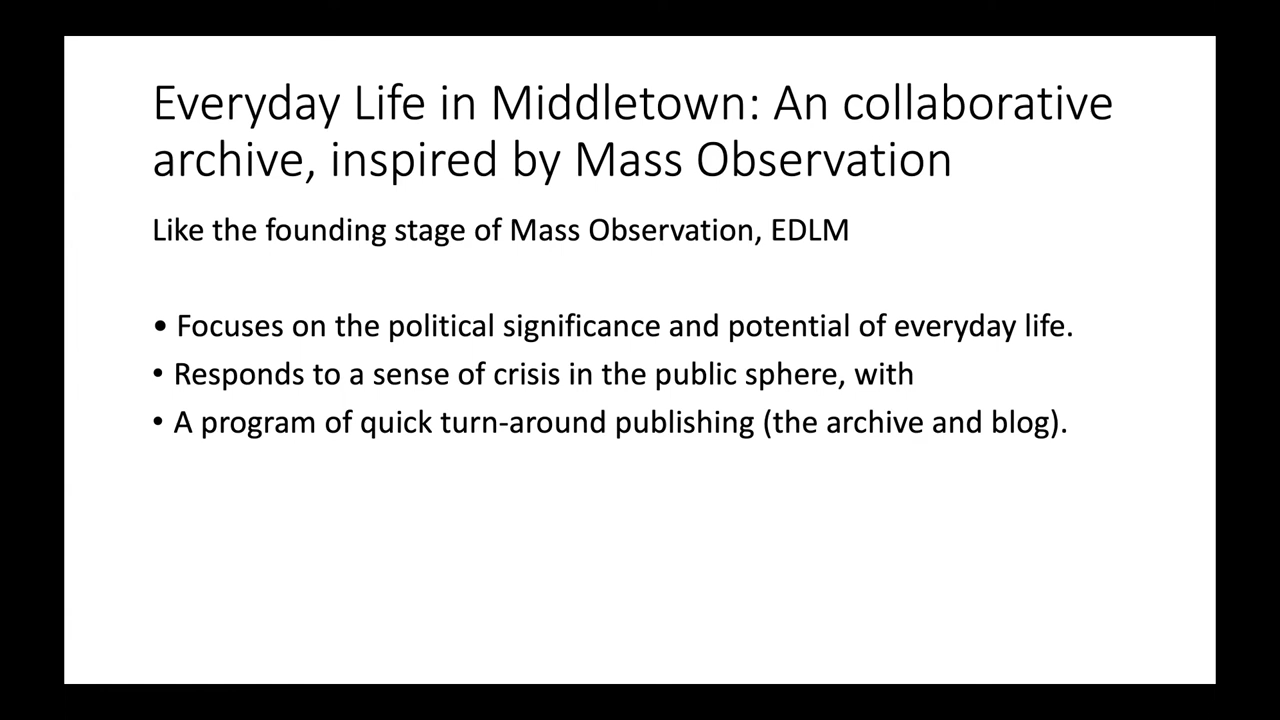 Everyday Life in Middletown: An collaborative
archive, inspired by Mass Observation
Like the founding stage of Mass Observation, EDLM
• Focuses on the political significance and potential of everyday life.
• Responds to a sense of crisis in the public sphere, with
• A program of quick turn-around publishing (the archive and blog).